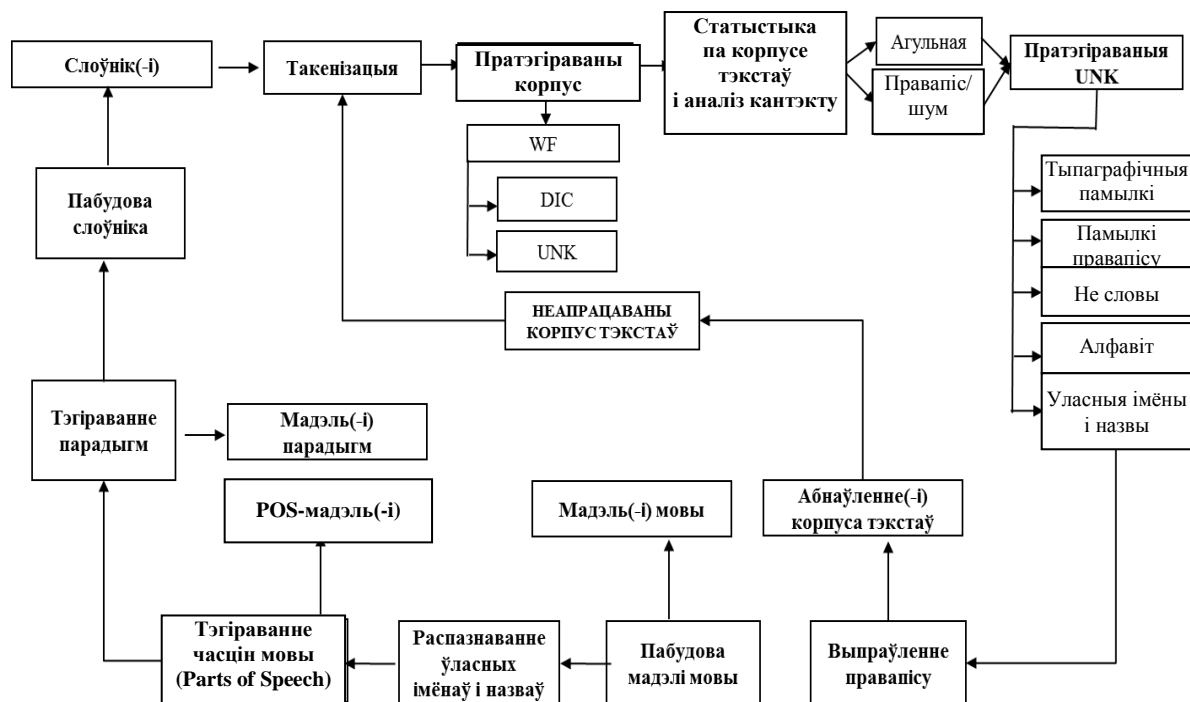 Слоўнік(-і)
Такенізацыя
Пратэгіраваны
корпус
Статыстыка
па корпусе
тэкстаў
і аналіз кантэкту
Агульная
Правапіс/
шум
Пратэгіраваныя
UNK
WF
DIC
UNK
Тыпаграфічныя
памылкі
Памылкі
правапісу
Не словы
Алфавіт
Уласныя імёны
і назвы
Пабудова
слоўніка
НЕАПРАЦАВАНЫ
КОРПУС ТЭКСТАЎ
Тэгіраванне
парадыгм
Мадэль(-і)
парадыгм
POS-мадэль(-і)
Мадэль(-і) мовы
Абнаўленне(-і)
корпуса тэкстаў
Тэгіраванне
часцін мовы
(Parts of Speech)
Распазнаванне
ўласных
імёнаў і назваў
Пабудова
мадэлі мовы
Выпраўленне
правапісу